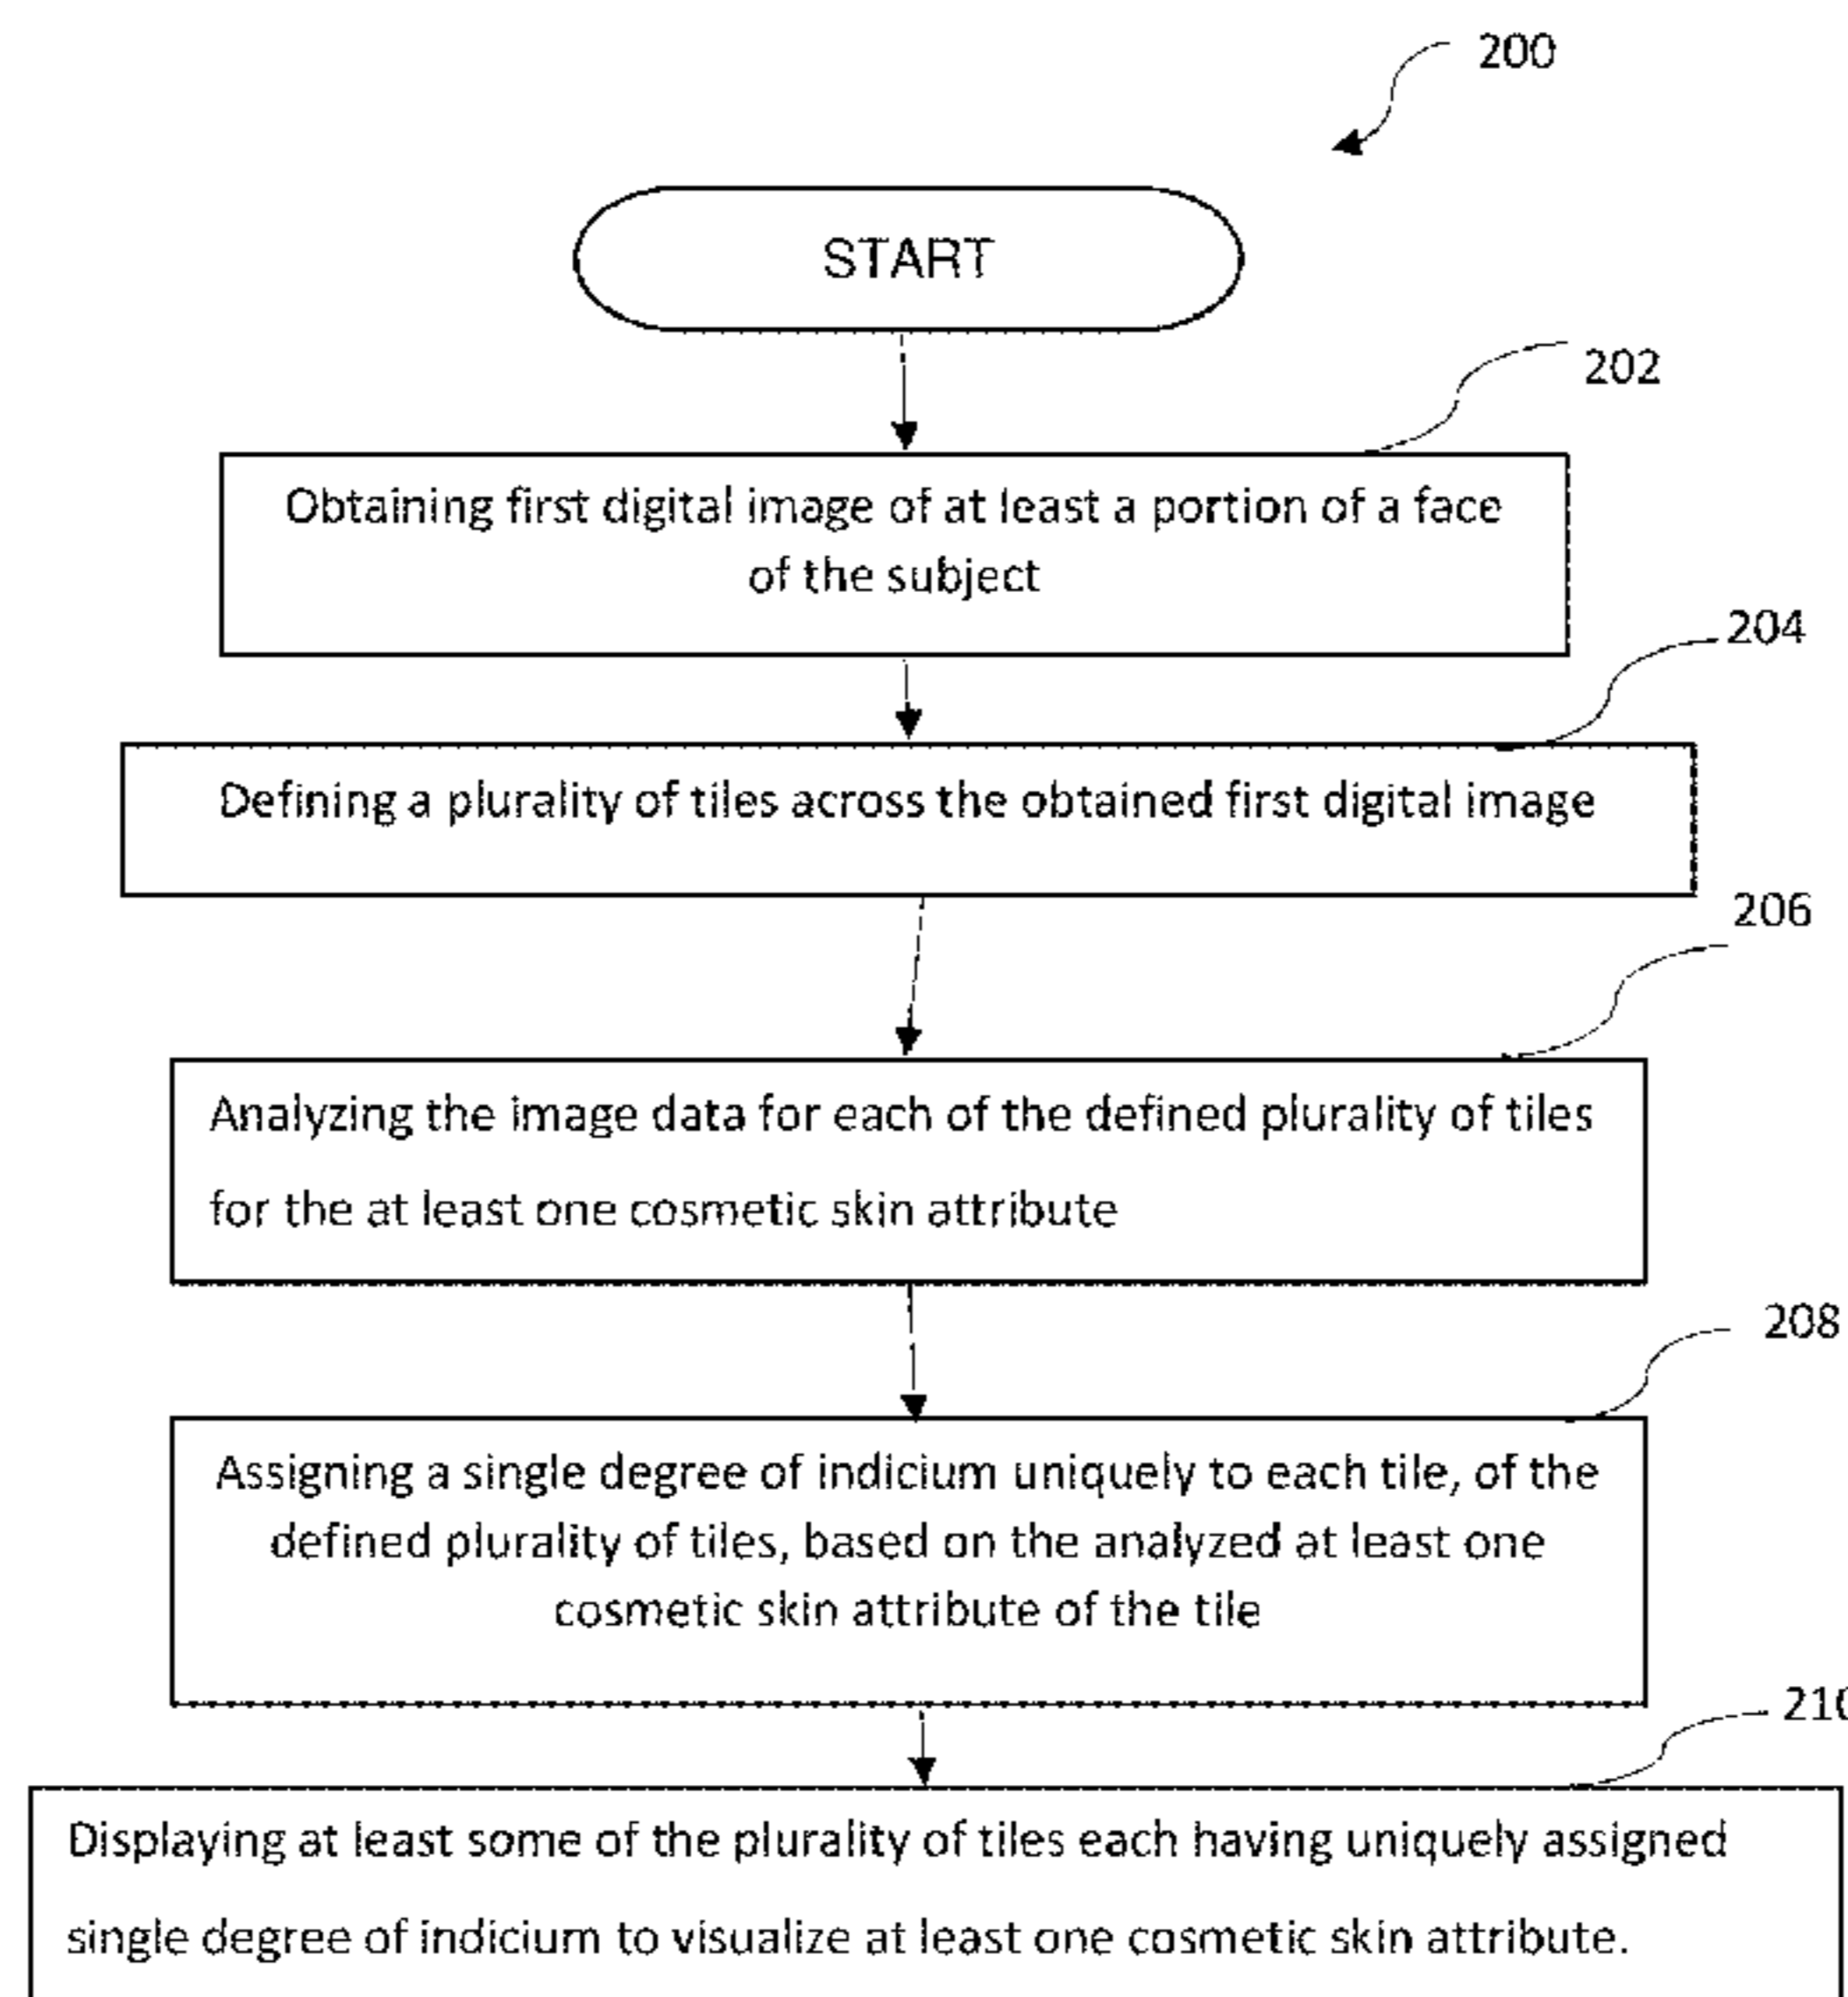 200
START
202
Obtaining first digital image of at least a portion of a face
of the subject
204
Defining a plurality of tiles across the obtained first digital image
206
Analyzing the image data for each of the defined plurality of tiles
for the at least one cosmetic skin attribute
208
Assigning a single degree of indicium uniquely to each tile, of the
defined plurality of tiles, based on the analyzed at least one
cosmetic skin attribute of the tile
210
Displaying at least some of the plurality of tiles each having uniquely assigned
single degree of indicium to visualize at least one cosmetic skin attribute.